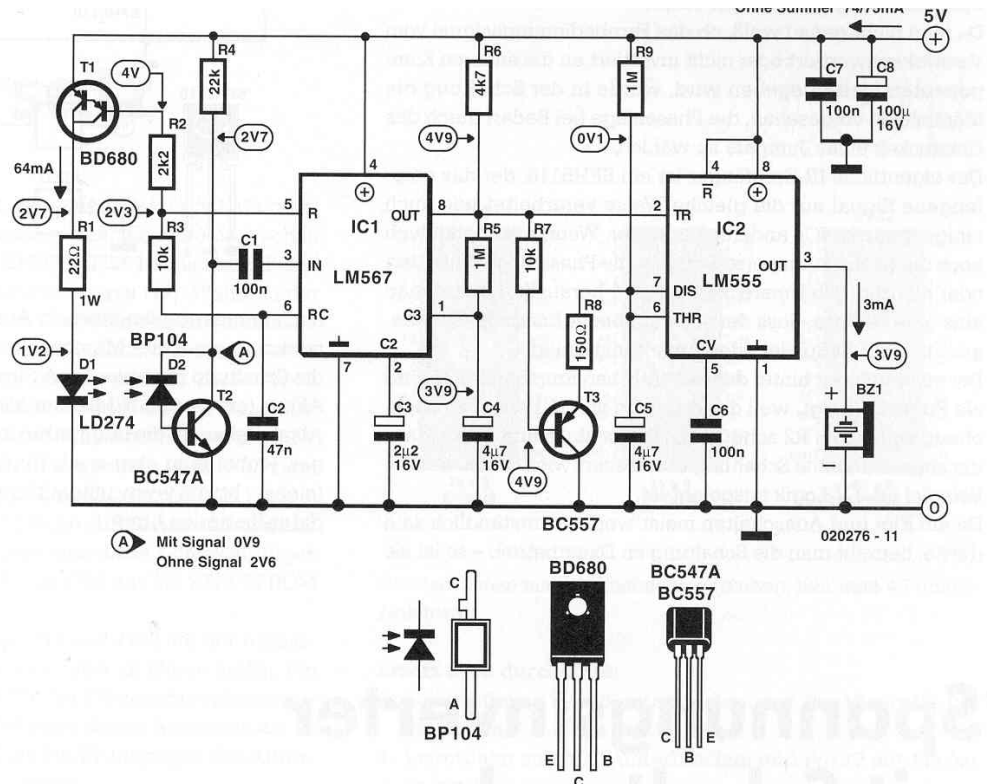 Ohne Summer 74/75mA
5V
T1
4V
R4
22k
R6
4k7
R9
1M
C7
C8
100n
100µ
16V
BD680
R2
2k2
2V7
4V9
0V1
64mA
2V7
2V3
R1
22Ω
1W
R3
10k
C1
100n
4
5
R
IC1
OUT
8
3
IN
LM567
6
RC
C3
1
C2
7
2
R5
1M
R7
10k
4
8
R
2
TR
IC2
OUT
3
LM555
7
DIS
6
THR
CV
5
1
R8
150Ω
3mA
3V9
BP104
1V2
A
D1
D2
LD274
T2
BC547A
C2
47n
3V9
C3
2µ2
16V
C4
4µ7
16V
T3
4V9
BC557
C5
4µ7
16V
C6
100n
BZ1
0
A Mit Signal 0V9
Ohne Signal 2V6
020276 - 11
C
A
BP104
BD680
E
C
B
BC547A
BC557
C
B
E